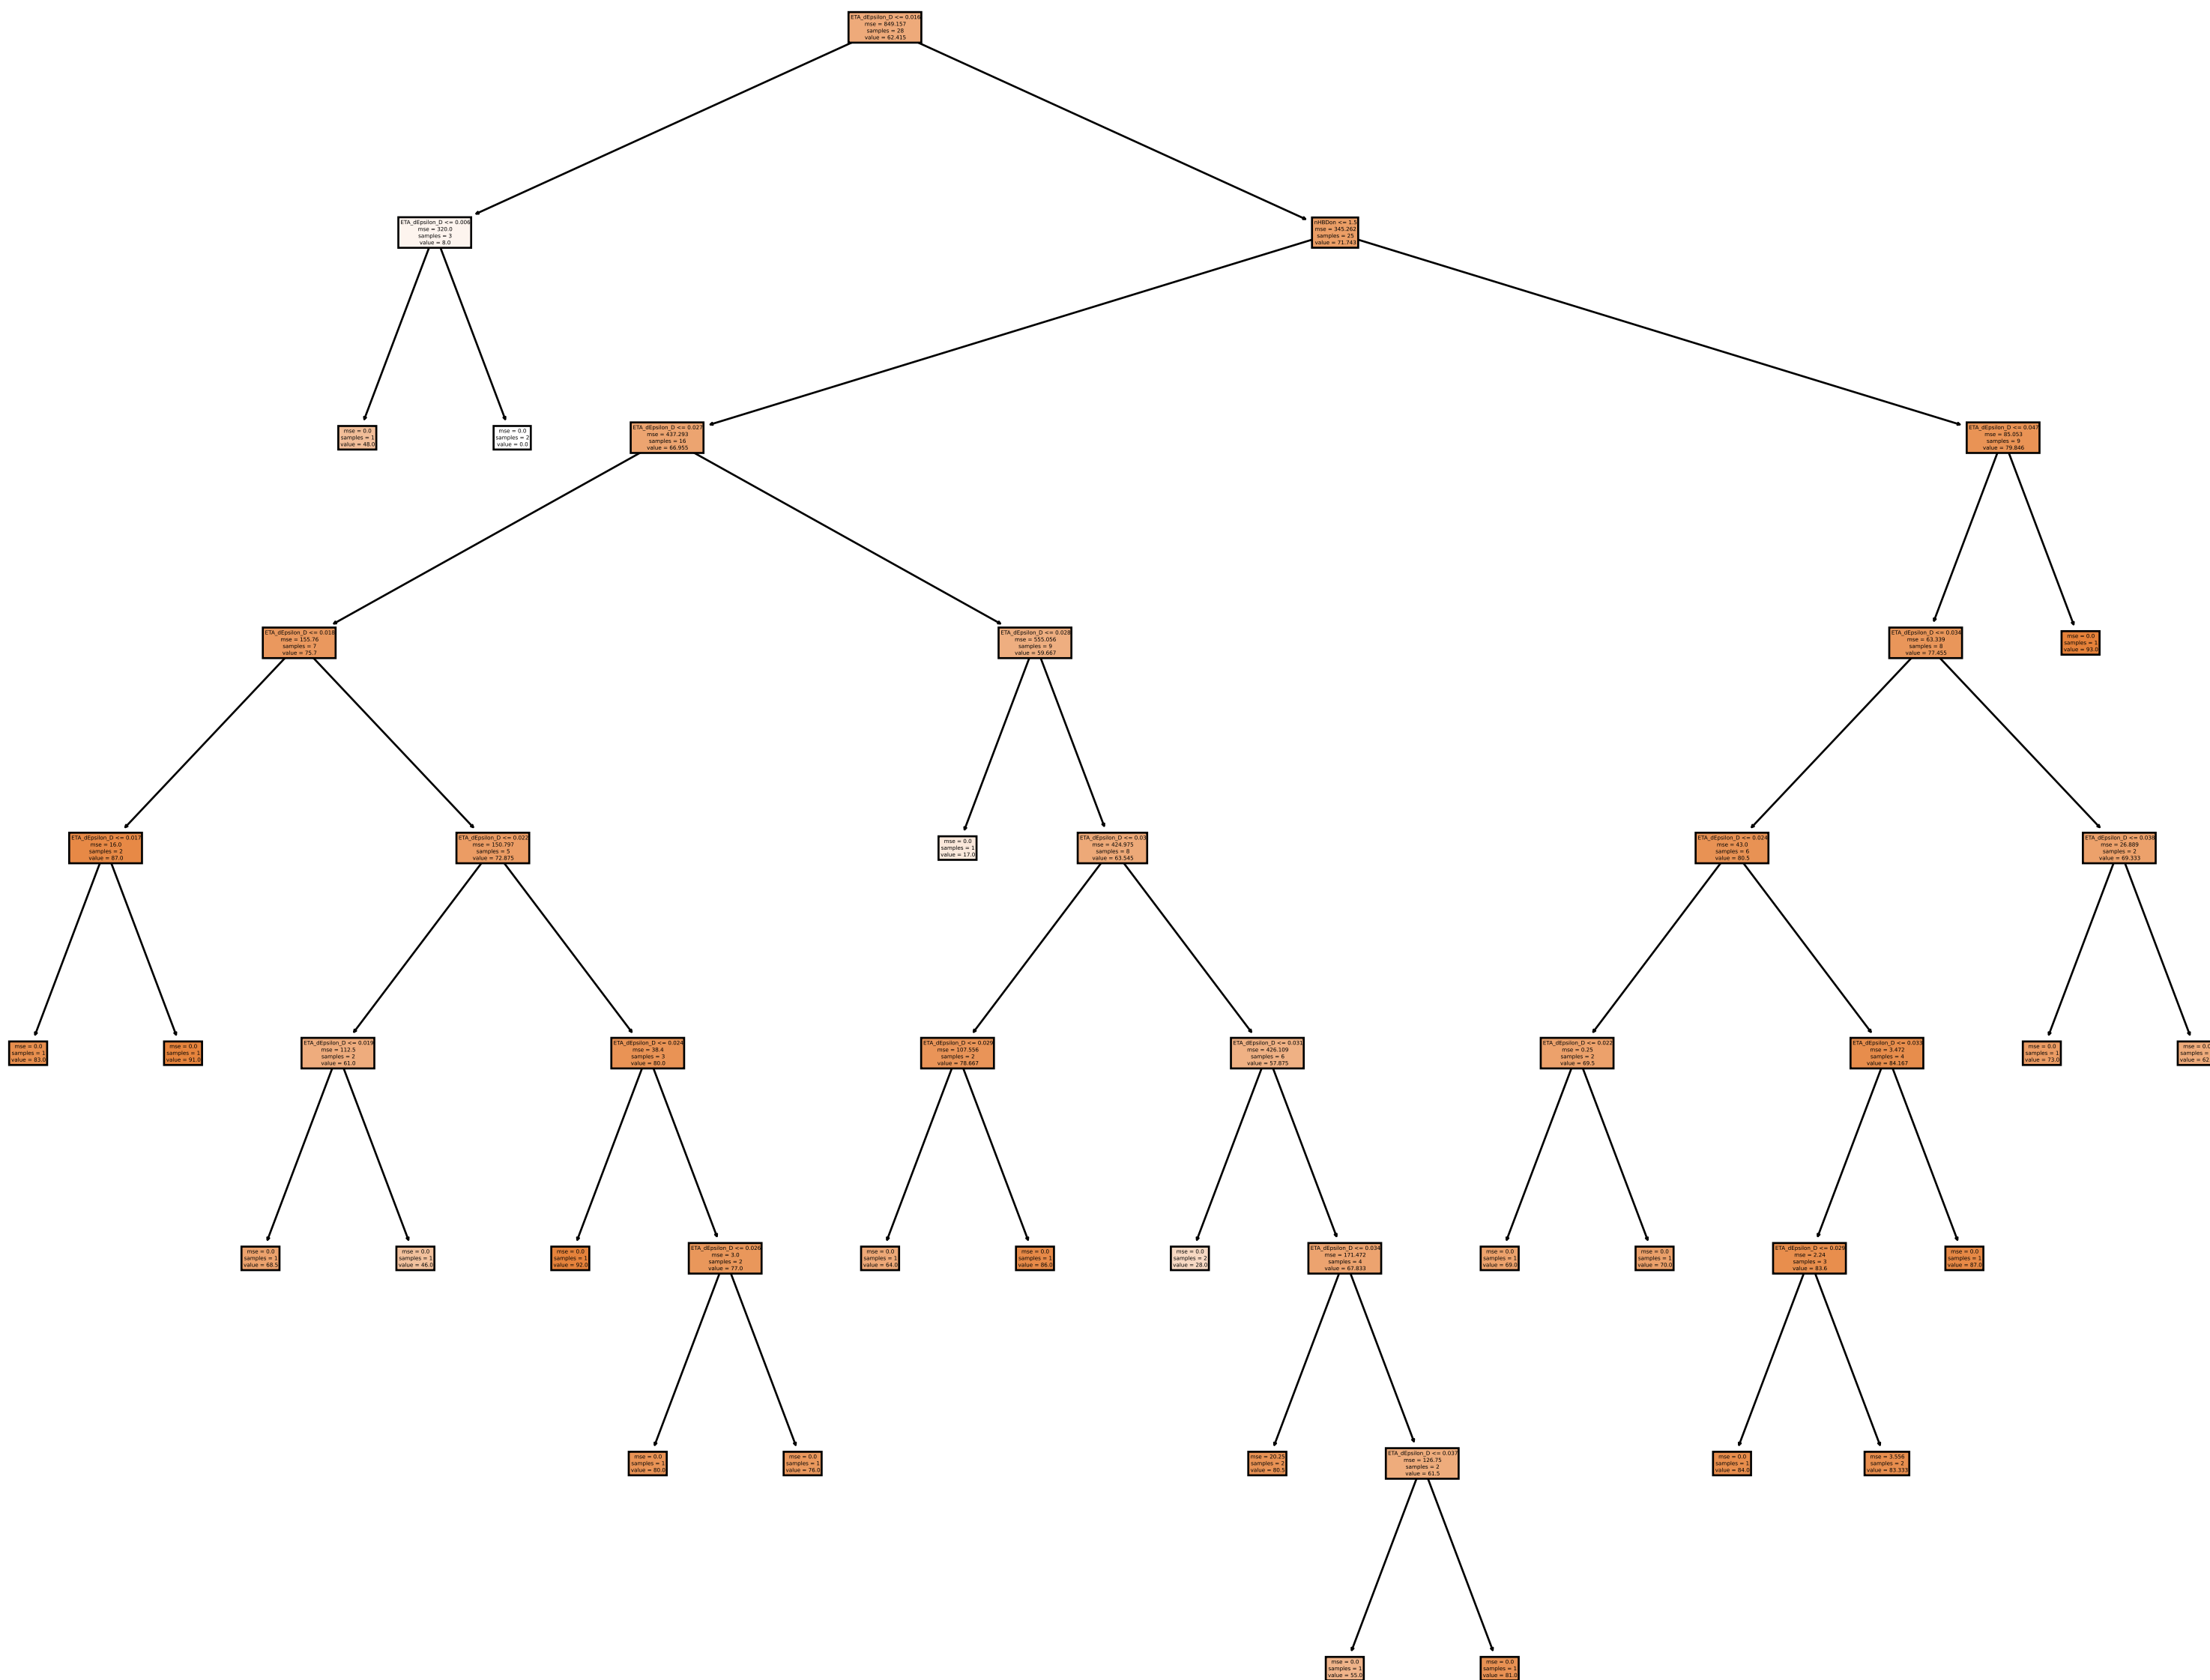 ETA_dEpsilon_D <= 0.016
mse = 849.157
samples = 28
value = 62.415
ETA_dEpsilon_D <= 0.006
mse = 320.0
samples = 3
value = 8.0
nHBDon <= 1.5
mse = 345.262
samples = 25
value = 71.743
mse = 0.0
samples = 1
value = 48.0
mse = 0.0
samples = 2
value = 0.0
ETA_dEpsilon_D <= 0.027
mse = 437.293
samples = 16
value = 66.955
ETA_dEpsilon_D <= 0.047
mse = 85.053
samples = 9
value = 79.846
ETA_dEpsilon_D <= 0.018
mse = 155.76
samples = 7
value = 75.7
ETA_dEpsilon_D <= 0.028
mse = 555.056
samples = 9
value = 59.667
ETA_dEpsilon_D <= 0.034
mse = 63.339
samples = 8
value = 77.455
mse = 0.0
samples = 1
value = 93.0
ETA_dEpsilon_D <= 0.017
mse = 16.0
samples = 2
value = 87.0
ETA_dEpsilon_D <= 0.022
mse = 150.797
samples = 5
value = 72.875
mse = 0.0
samples = 1
value = 17.0
ETA_dEpsilon_D <= 0.03
mse = 424.975
samples = 8
value = 63.545
ETA_dEpsilon_D <= 0.024
mse = 43.0
samples = 6
value = 80.5
ETA_dEpsilon_D <= 0.038
mse = 26.889
samples = 2
value = 69.333
mse = 0.0
samples = 1
value = 83.0
mse = 0.0
samples = 1
value = 91.0
ETA_dEpsilon_D <= 0.019
mse = 112.5
samples = 2
value = 61.0
ETA_dEpsilon_D <= 0.024
mse = 38.4
samples = 3
value = 80.0
ETA_dEpsilon_D <= 0.029
mse = 107.556
samples = 2
value = 78.667
ETA_dEpsilon_D <= 0.031
mse = 426.109
samples = 6
value = 57.875
ETA_dEpsilon_D <= 0.022
mse = 0.25
samples = 2
value = 69.5
ETA_dEpsilon_D <= 0.033
mse = 3.472
samples = 4
value = 84.167
mse = 0.0
samples = 1
value = 73.0
mse = 0.0
samples =
value = 62
mse = 0.0
samples = 1
value = 68.5
mse = 0.0
samples = 1
value = 46.0
mse = 0.0
samples = 1
value = 92.0
ETA_dEpsilon_D <= 0.026
mse = 3.0
samples = 2
value = 77.0
mse = 0.0
samples = 1
value = 64.0
mse = 0.0
samples = 1
value = 86.0
mse = 0.0
samples = 2
value = 28.0
ETA_dEpsilon_D <= 0.034
mse = 171.472
samples = 4
value = 67.833
mse = 0.0
samples = 1
value = 69.0
mse = 0.0
samples = 1
value = 70.0
ETA_dEpsilon_D <= 0.029
mse = 2.24
samples = 3
value = 83.6
mse = 0.0
samples = 1
value = 87.0
mse = 0.0
samples = 1
value = 80.0
mse = 0.0
samples = 1
value = 76.0
mse = 20.25
samples = 2
value = 80.5
ETA_dEpsilon_D <= 0.037
mse = 126.75
samples = 2
value = 61.5
mse = 0.0
samples = 1
value = 84.0
mse = 3.556
samples = 2
value = 83.333
mse = 0.0
samples = 1
value = 55.0
mse = 0.0
samples = 1
value = 81.0